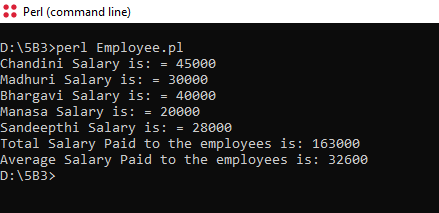 Perl (command line)
D:\5B3>perl Employee.pl
Chandini Salary is: = 45000
Madhuri Salary is: = 30000
Bhargavi Salary is: = 40000
Manasa Salary is: = 20000
Sandeepthi Salary is: = 28000
Total Salary Paid to the employees is: 163000
Average Salary Paid to the employees is: 32600
D:\5B3>